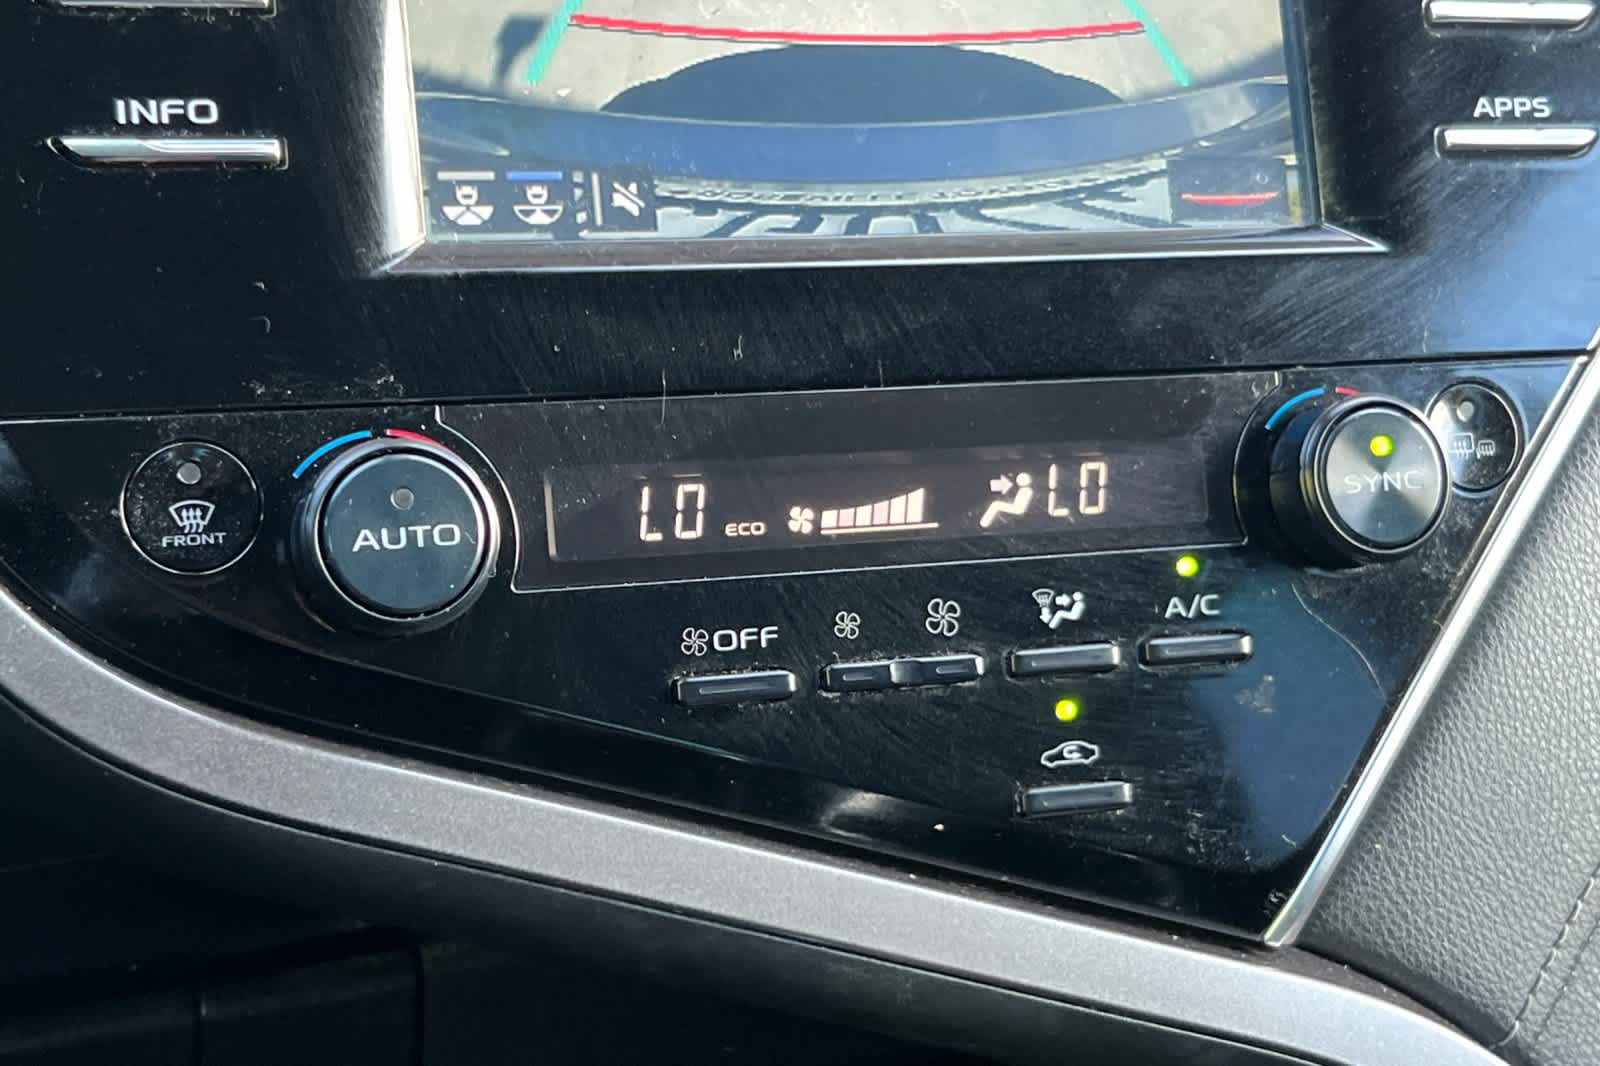 INFO
APPS
FRONT
AUTO
LO
ECO
LO
SYNC
OFF
A/C